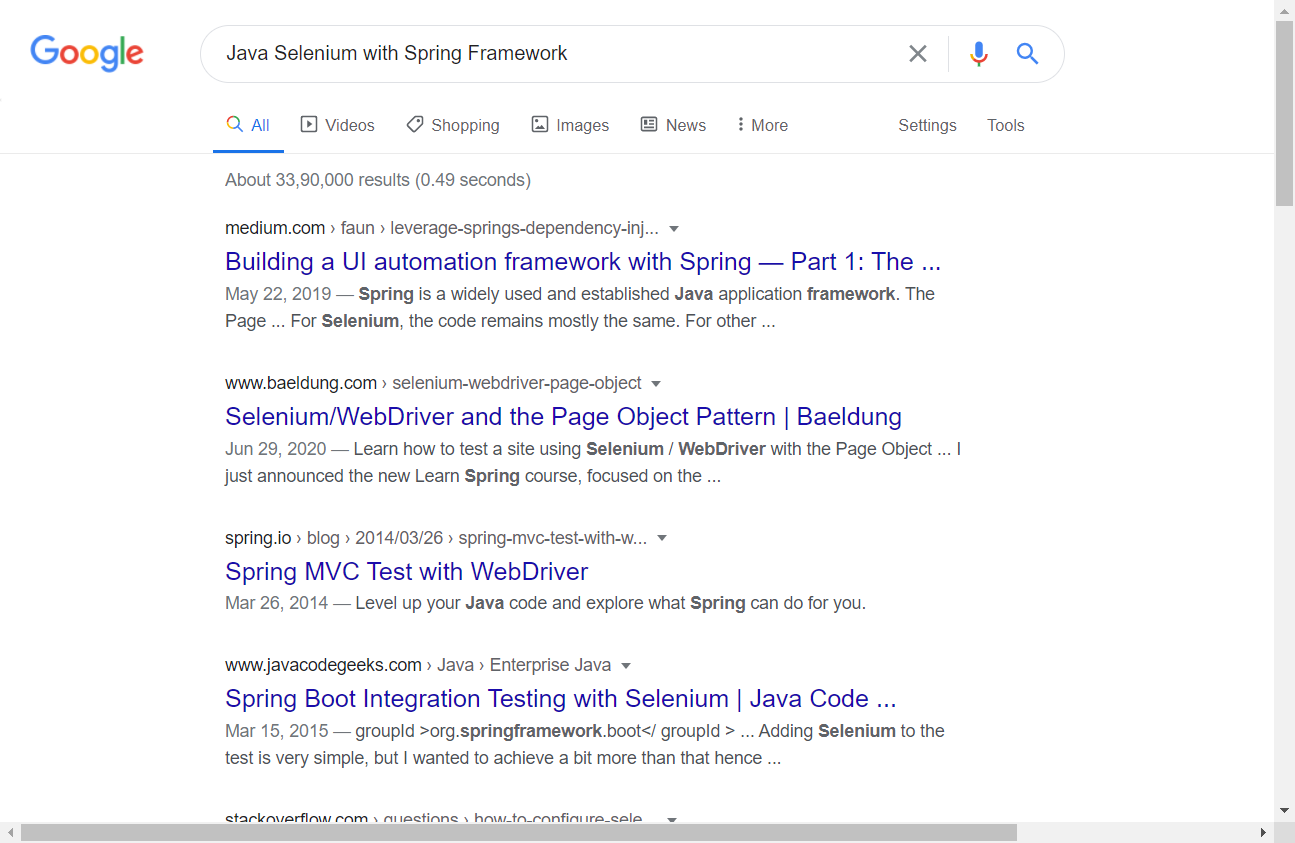 Google
Java Selenium with Spring Framework
All Videos Shopping Images News More Settings Tools
About 33,90,000 results (0.49 seconds)
medium.com › faun › leverage-springs-dependency-inj...
Building a UI automation framework with Spring — Part 1: The ...
May 22, 2019 — Spring is a widely used and established Java application framework. The
Page ... For Selenium, the code remains mostly the same. For other ...
www.baeldung.com › selenium-webdriver-page-object
Selenium/WebDriver and the Page Object Pattern | Baeldung
Jun 29, 2020 — Learn how to test a site using Selenium / WebDriver with the Page Object ... I
just announced the new Learn Spring course, focused on the ...
spring.io › blog › 2014/03/26 › spring-mvc-test-with-w...
Spring MVC Test with WebDriver
Mar 26, 2014 — Level up your Java code and explore what Spring can do for you.
www.javacodegeeks.com › Java › Enterprise Java
Spring Boot Integration Testing with Selenium | Java Code ...
Mar 15, 2015 — groupId >org.springframework.boot</ groupId > ... Adding Selenium to the
test is very simple, but I wanted to achieve a bit more than that hence ...
stackoverflow.com › questions › how-to-configure-sele...